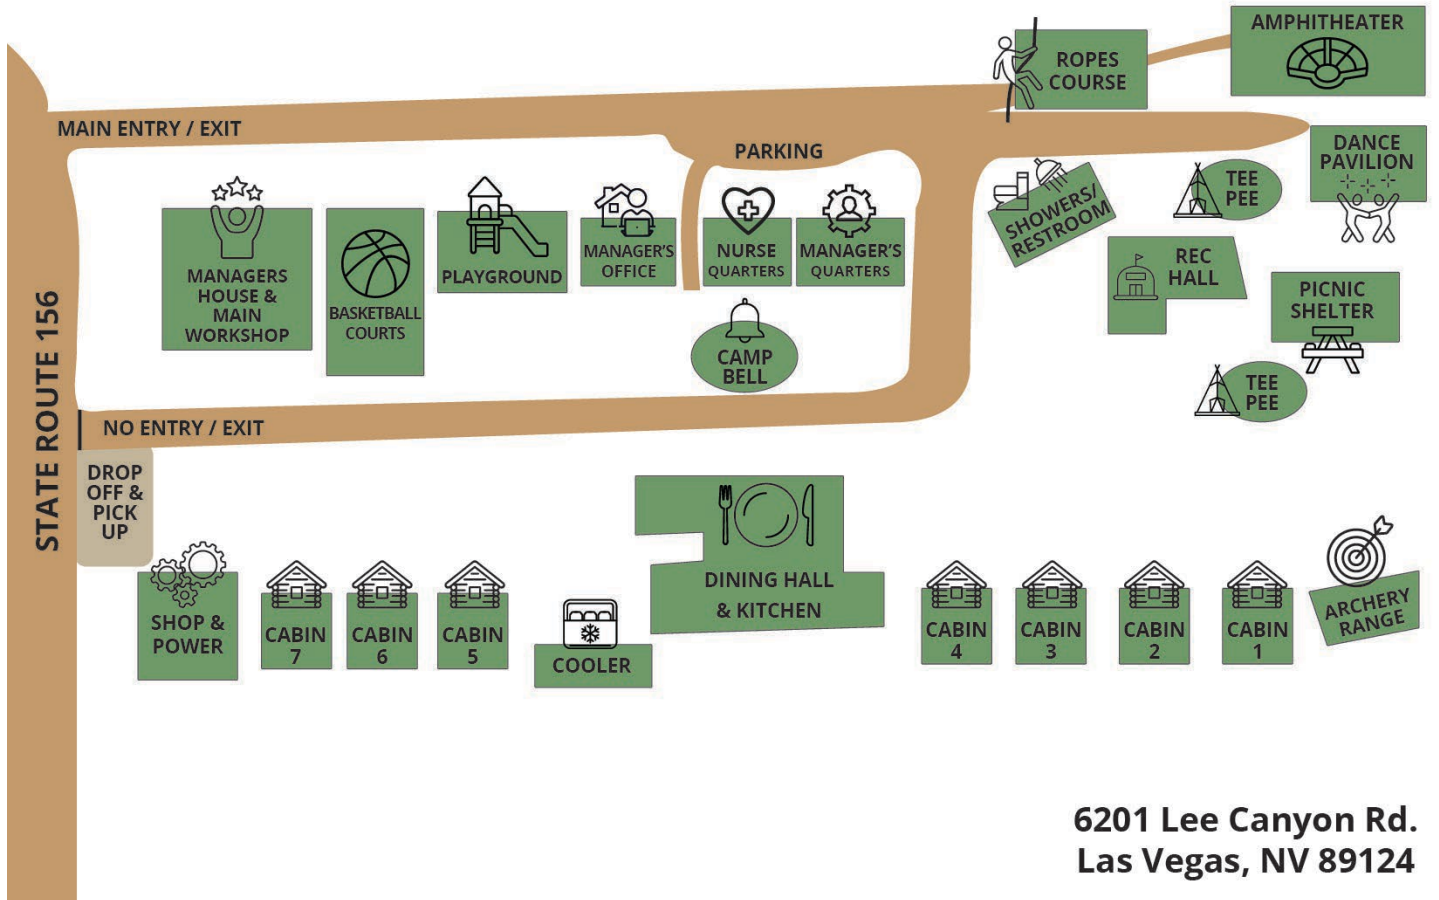 AMPHITHEATER
ROPES
COURSE
MAIN ENTRY / EXIT
PARKING
DANCE
PAVILION
TEE
PEE
SHOWERS/
RESTROOM
MANAGERS
HOUSE &
MAIN
WORKSHOP
BASKETBALL
COURTS
PLAYGROUND
MANAGER'S
OFFICE
NURSE
QUARTERS
MANAGER'S
QUARTERS
REC
HALL
PICNIC
SHELTER
CAMP
BELL
TEE
PEE
STATE ROUTE 156
NO ENTRY / EXIT
DROP
OFF &
PICK
UP
SHOP &
POWER
CABIN
7
CABIN
6
CABIN
5
COOLER
DINING HALL
& KITCHEN
CABIN
4
CABIN
3
CABIN
2
CABIN
1
ARCHERY
RANGE
6201 Lee Canyon Rd.
Las Vegas, NV 89124